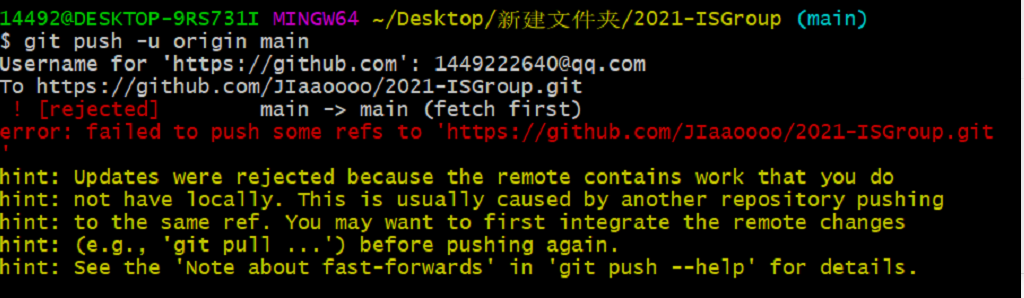 14492@DESKTOP-9RS731I MINGW64 ~/Desktop/新建文件夹/2021-ISGroup (main)
$ git push -u origin main
Username for 'https://github.com': 1449222640@qq.com
To https://github.com/JIaaoooo/2021-ISGroup.git
 ! [rejected]        main -> main (fetch first)
error: failed to push some refs to 'https://github.com/JIaaoooo/2021-ISGroup.git
'
hint: Updates were rejected because the remote contains work that you do
hint: not have locally. This is usually caused by another repository pushing
hint: to the same ref. You may want to first integrate the remote changes
hint: (e.g., 'git pull ...') before pushing again.
hint: See the 'Note about fast-forwards' in 'git push --help' for details.